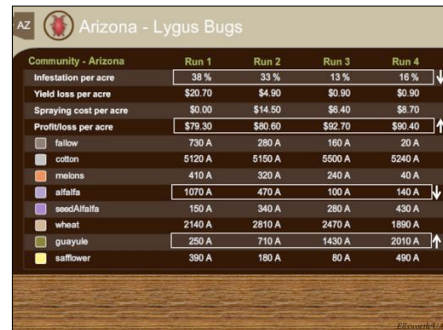 AZ Arizona - Lygus Bugs
Community - Arizona Run 1 Run 2 Run 3 Run 4
Infestation per acre 38 % 33 % 13 % 16 %
Yield loss per acre $20.70 $4.90 $0.90 $0.90
Spraying cost per acre $0.00 $14.50 $6.40 $8.70
Profit/loss per acre $79.30 $80.60 $92.70 $90.40
fallow 730 A 280 A 160 A 20 A
cotton 5120 A 5150 A 5500 A 5240 A
melons 410 A 320 A 240 A 40 A
alfalfa 1070 A 470 A 100 A 140 A
seedAlfalfa 150 A 340 A 280 A 430 A
wheat 2140 A 2810 A 2470 A 1890 A
guayule 250 A 710 A 1430 A 2010 A
safflower 390 A 180 A 80 A 490 A